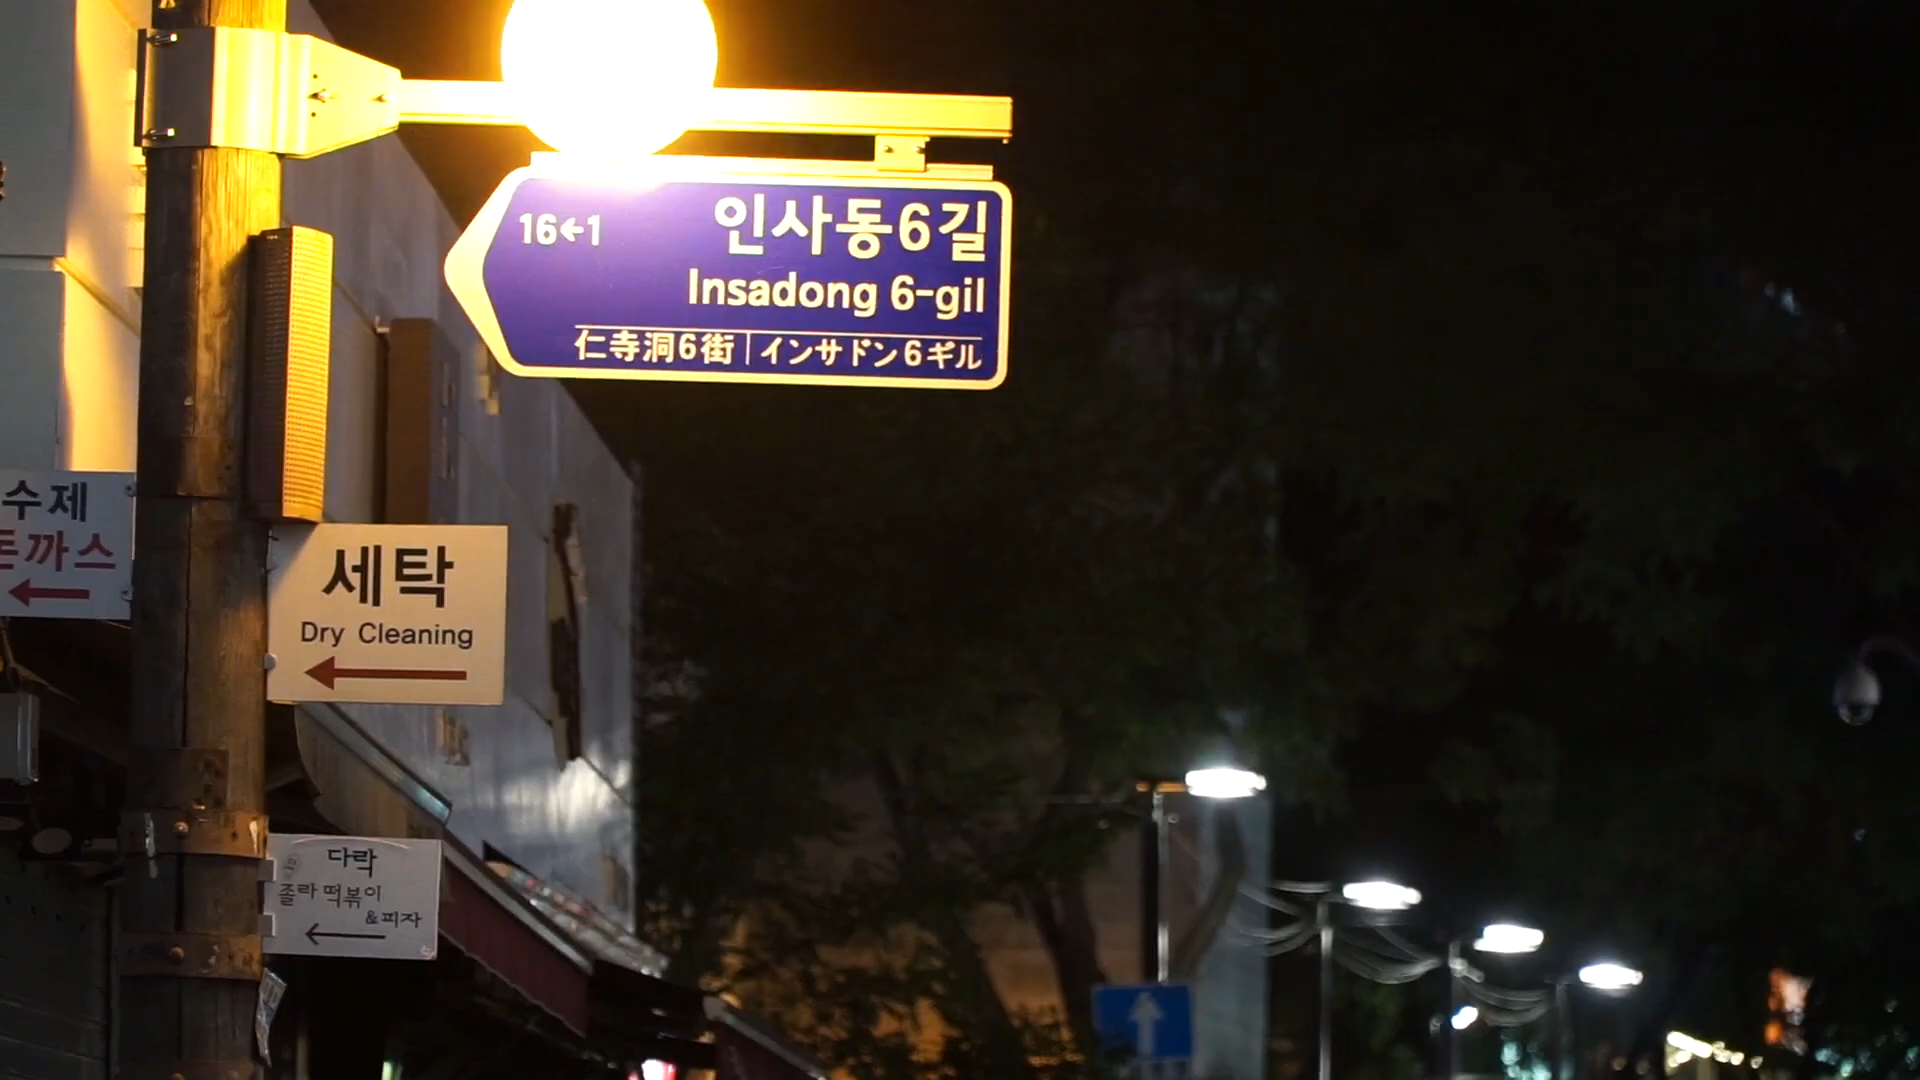 16←1
인사동6길
Insadong 6-gil
仁寺洞6街 | インサドン6ギル
수제
돈까스
세탁
Dry Cleaning
다락
졸라 떡볶이
&피자